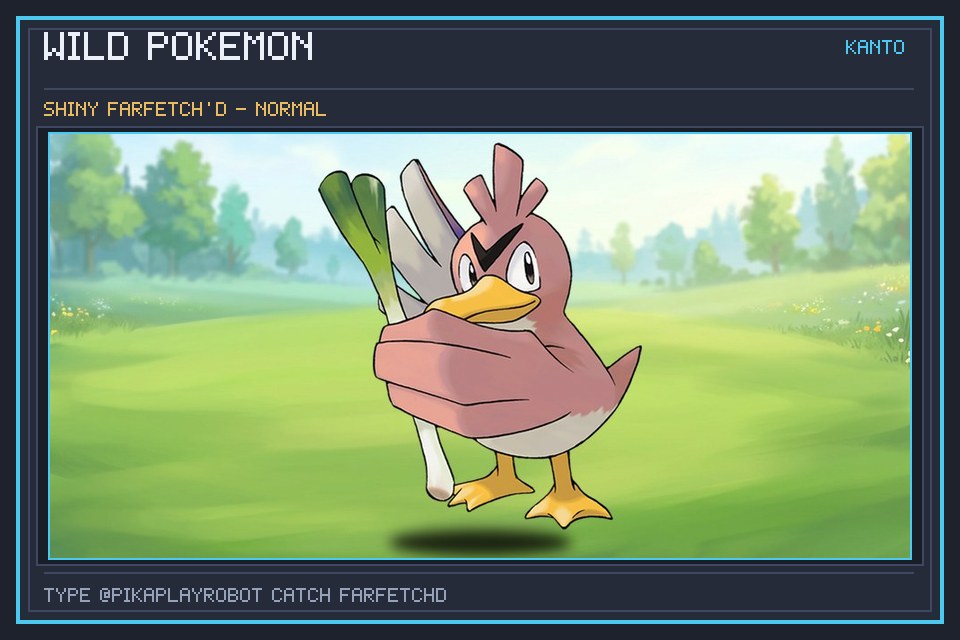 WILD POKEMON
KANTO
SHINY FARFETCH'D - NORMAL
TYPE @PIKAPLAYROBOT CATCH FARFETCHD